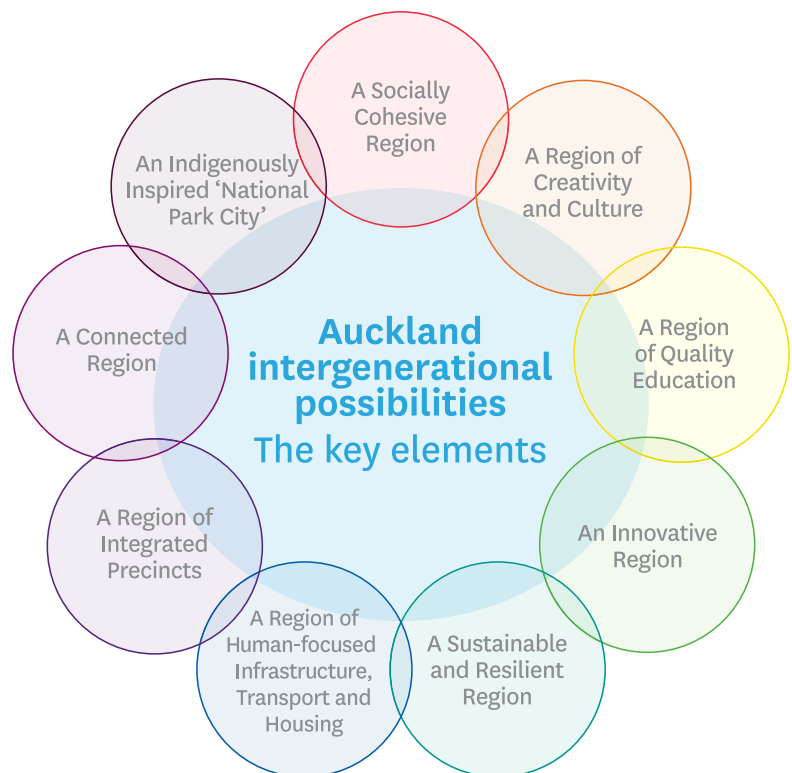 Auckland
intergenerational
possibilities
The key elements
A Socially
Cohesive
Region
A Region of
Creativity
and Culture
A Region
of Quality
Education
An Innovative
Region
A Sustainable
and Resilient
Region
A Region of
Human-focused
Infrastructure,
Transport and
Housing
A Region of
Integrated
Precincts
A Connected
Region
An Indigenously
Inspired ‘National
Park City’